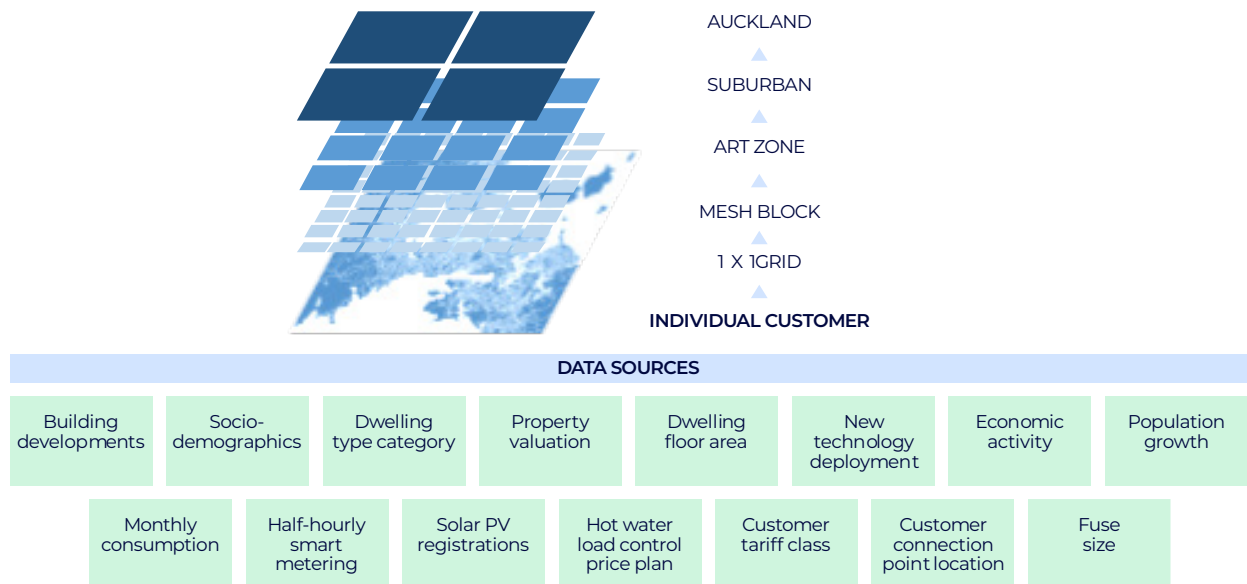 AUCKLAND
SUBURBAN
ART ZONE
MESH BLOCK
1 X 1GRID
INDIVIDUAL CUSTOMER
DATA SOURCES
Building
developments
Socio-
demographics
Dwelling
type category
Property
valuation
Dwelling
floor area
New
technology
deployment
Economic
activity
Population
growth
Monthly
consumption
Half-hourly
smart
metering
Solar PV
registrations
Hot water
load control
price plan
Customer
tariff class
Customer
connection
point location
Fuse
size